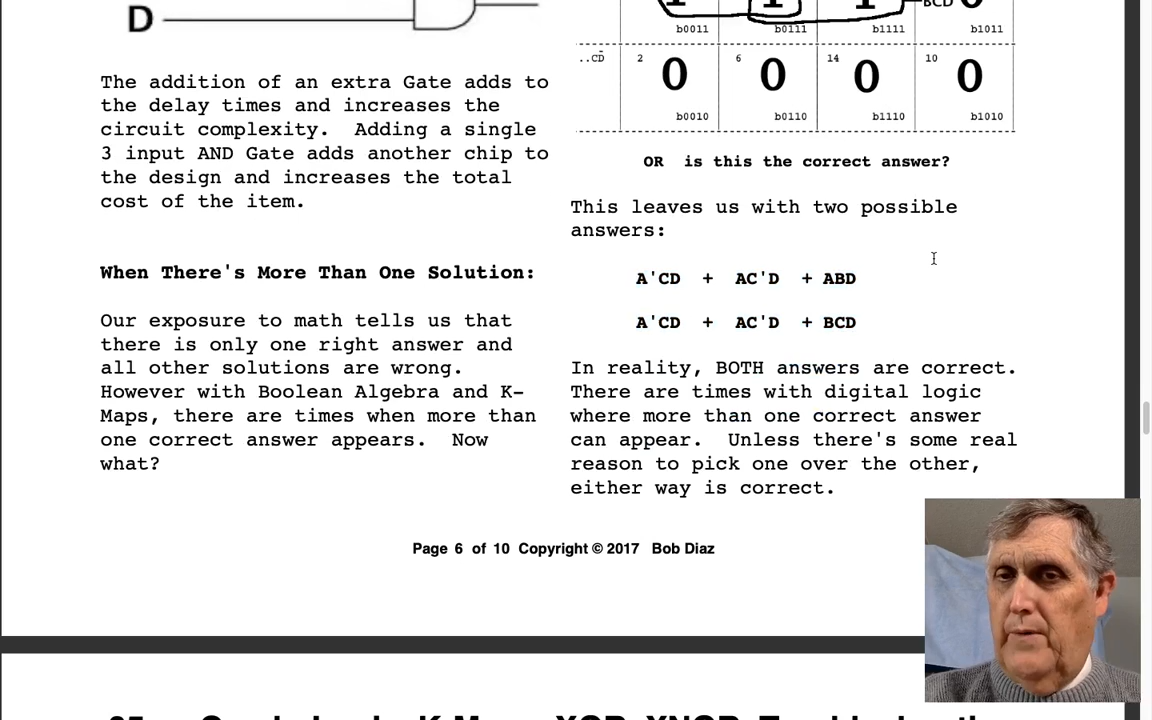 D
The addition of an extra Gate adds to
the delay times and increases the
circuit complexity. Adding a single
3 input AND Gate adds another chip to
the design and increases the total
cost of the item.
When There's More Than One Solution:
Our exposure to math tells us that
there is only one right answer and
all other solutions are wrong.
However with Boolean Algebra and K-
Maps, there are times when more than
one correct answer appears. Now
what?
1 1 1 BCD 0
b0011 b0111 b1111 b1011
..CD̄ 2 0 6 0 14 0 10 0
b0010 b0110 b1110 b1010
OR is this the correct answer?
This leaves us with two possible
answers:
A'CD + AC'D + ABD
A'CD + AC'D + BCD
In reality, BOTH answers are correct.
There are times with digital logic
where more than one correct answer
can appear. Unless there's some real
reason to pick one over the other,
either way is correct.
Page 6 of 10 Copyright © 2017 Bob Diaz